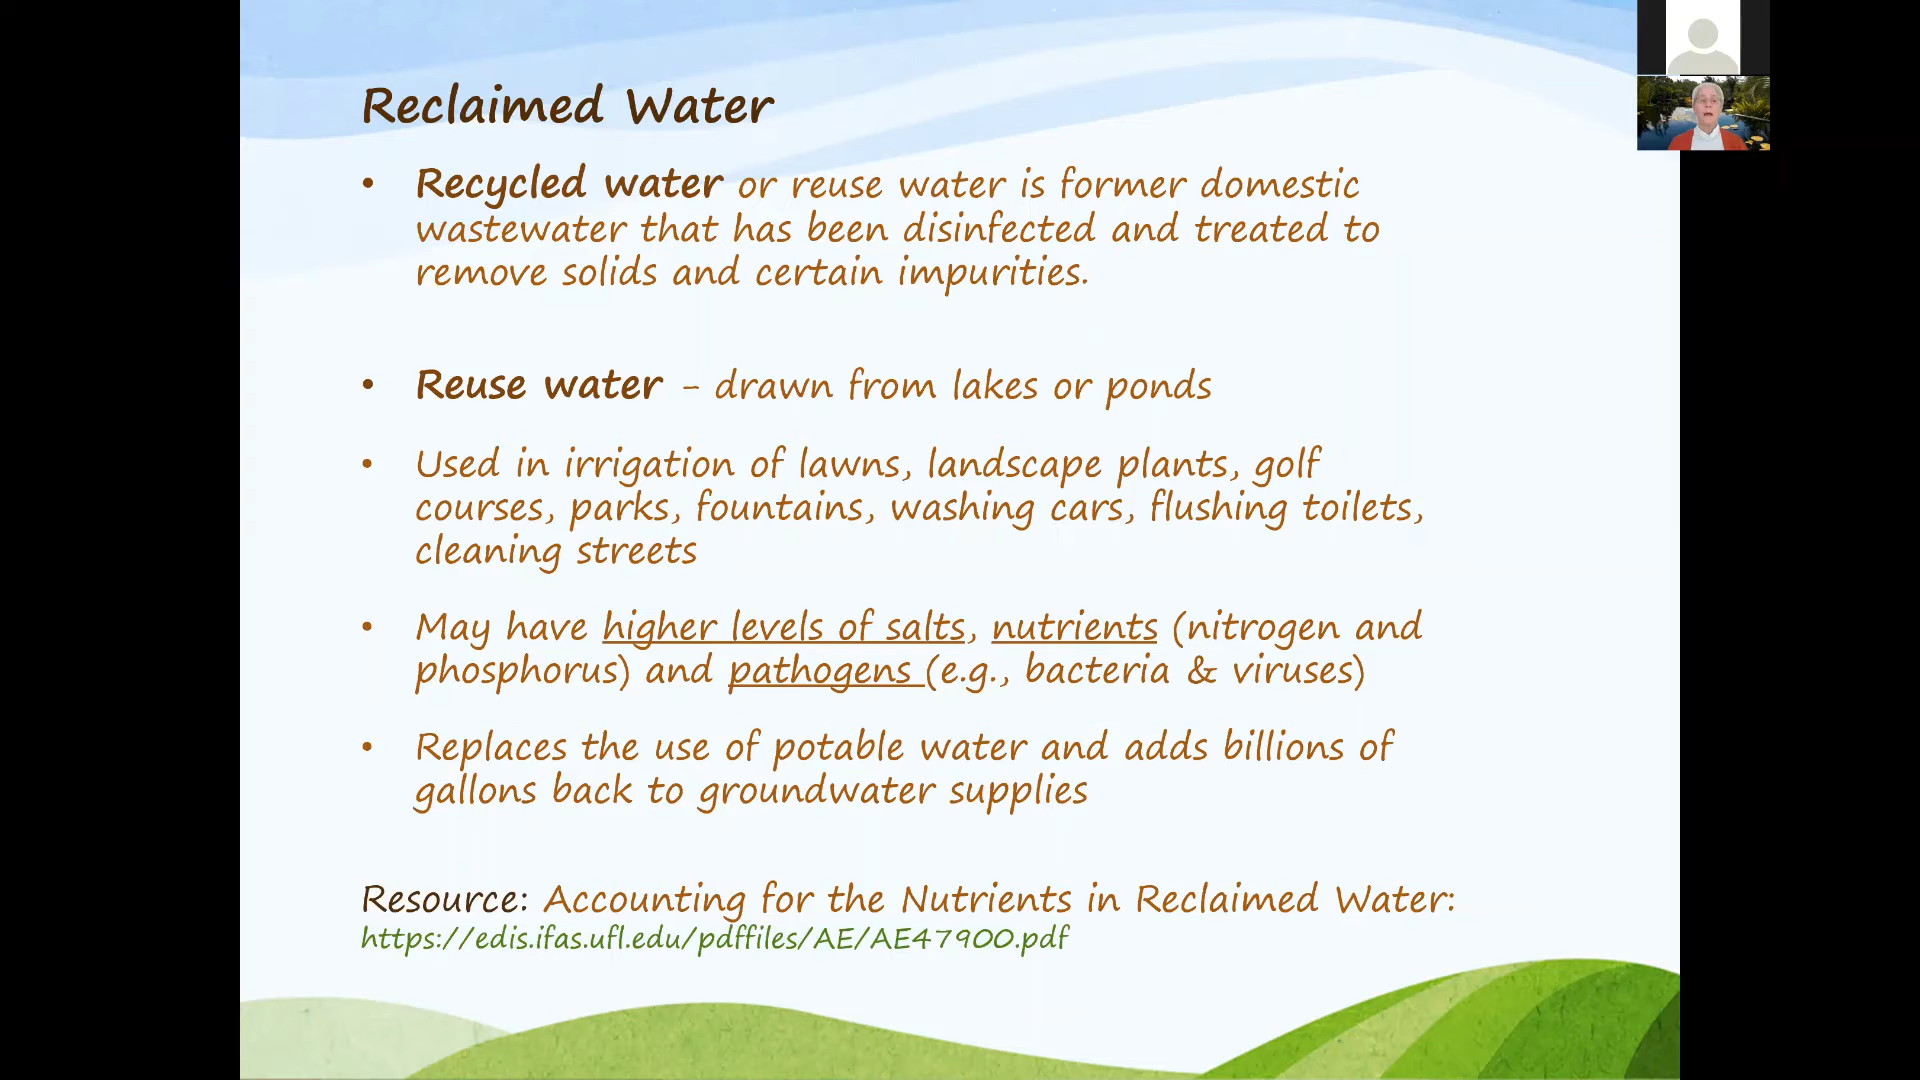 Reclaimed Water
• Recycled water or reuse water is former domestic
wastewater that has been disinfected and treated to
remove solids and certain impurities.
• Reuse water - drawn from lakes or ponds
• Used in irrigation of lawns, landscape plants, golf
courses, parks, fountains, washing cars, flushing toilets,
cleaning streets
• May have higher levels of salts, nutrients (nitrogen and
phosphorus) and pathogens (e.g., bacteria & viruses)
• Replaces the use of potable water and adds billions of
gallons back to groundwater supplies
Resource: Accounting for the Nutrients in Reclaimed Water:
https://edis.ifas.ufl.edu/pdffiles/AE/AE47900.pdf